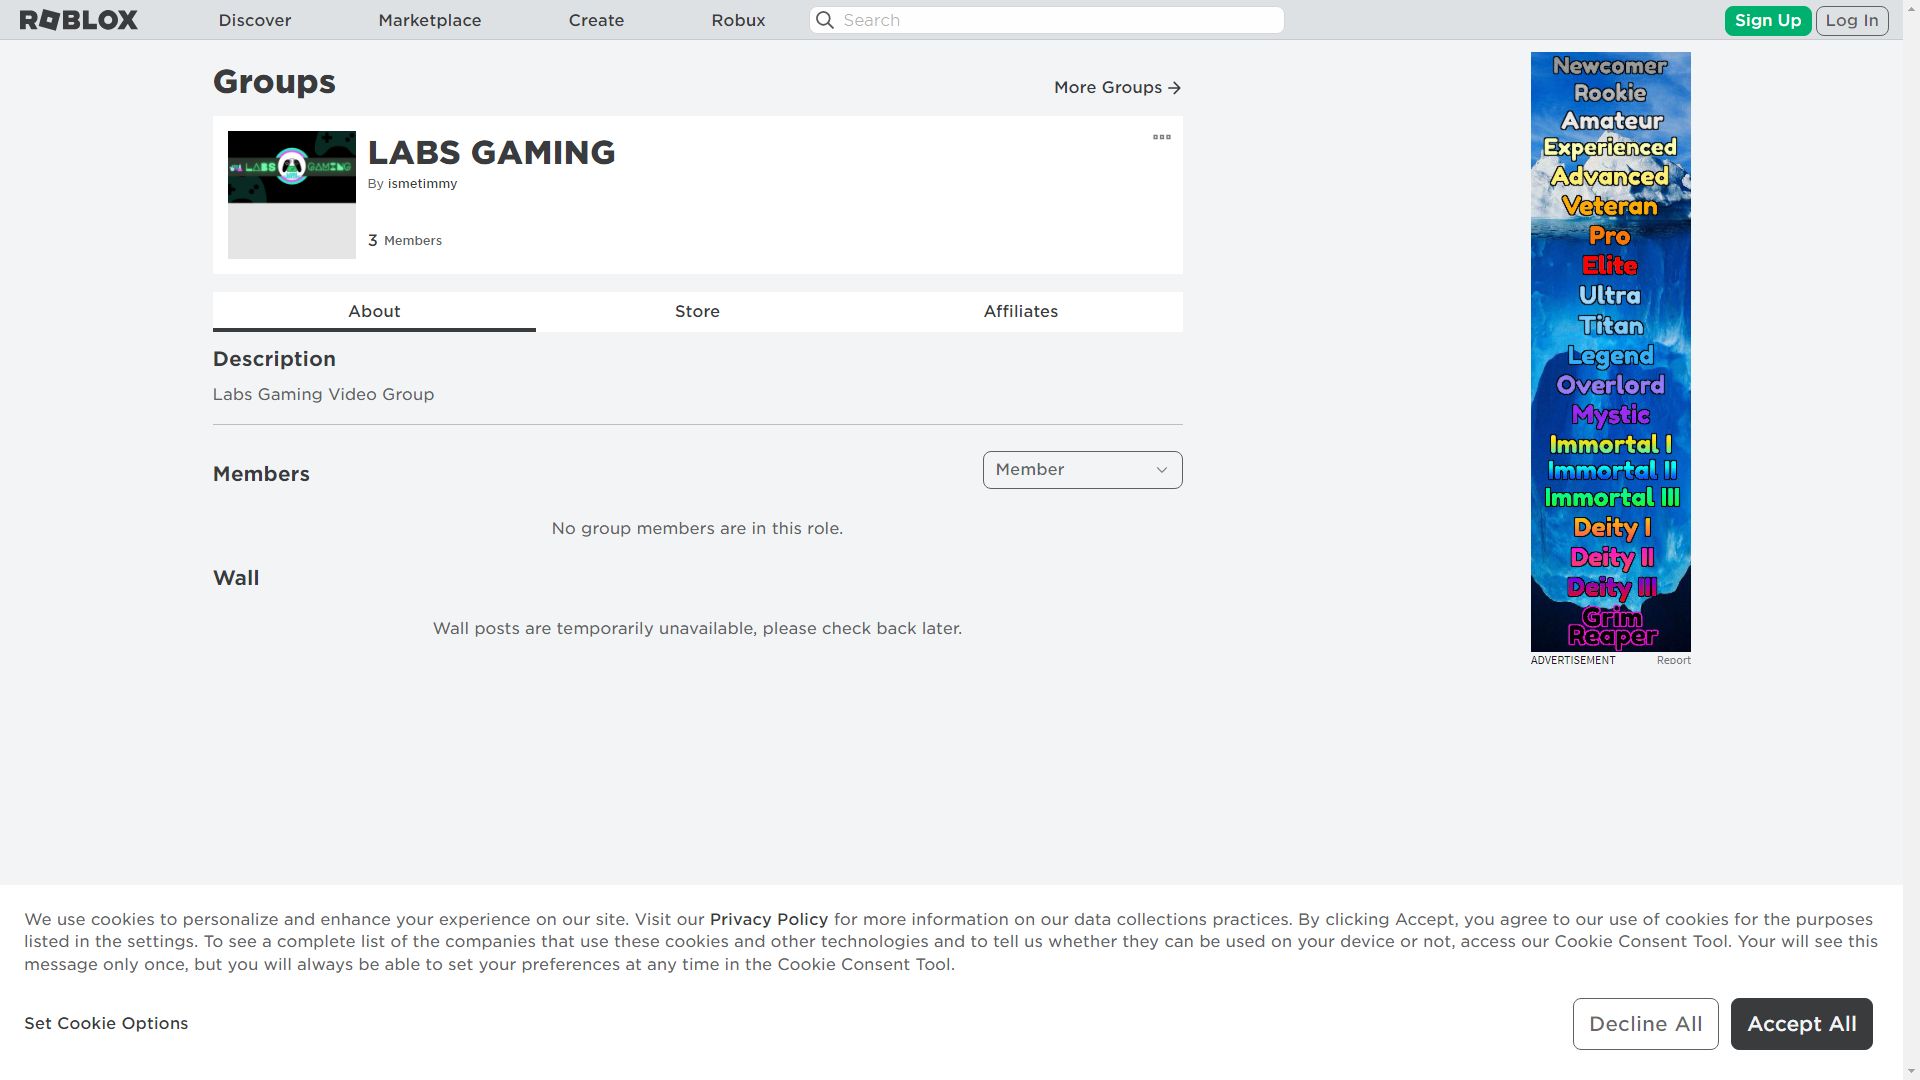 ROBLOX
Discover
Marketplace
Create
Robux
Search
Sign Up
Log In
Groups
More Groups
LABS GAMING
LABS GAMING
By ismetimmy
3 Members
About
Store
Affiliates
Description
Labs Gaming Video Group
Members
Member
No group members are in this role.
Wall
Wall posts are temporarily unavailable, please check back later.
Newcomer
Rookie
Amateur
Experienced
Advanced
Veteran
Pro
Elite
Ultra
Titan
Legend
Overlord
Mystic
Immortal I
Immortal II
Immortal III
Deity I
Deity II
Deity III
Grim
Reaper
ADVERTISEMENT
Report
We use cookies to personalize and enhance your experience on our site. Visit our Privacy Policy for more information on our data collections practices. By clicking Accept, you agree to our use of cookies for the purposes
listed in the settings. To see a complete list of the companies that use these cookies and other technologies and to tell us whether they can be used on your device or not, access our Cookie Consent Tool. Your will see this
message only once, but you will always be able to set your preferences at any time in the Cookie Consent Tool.
Set Cookie Options
Decline All
Accept All